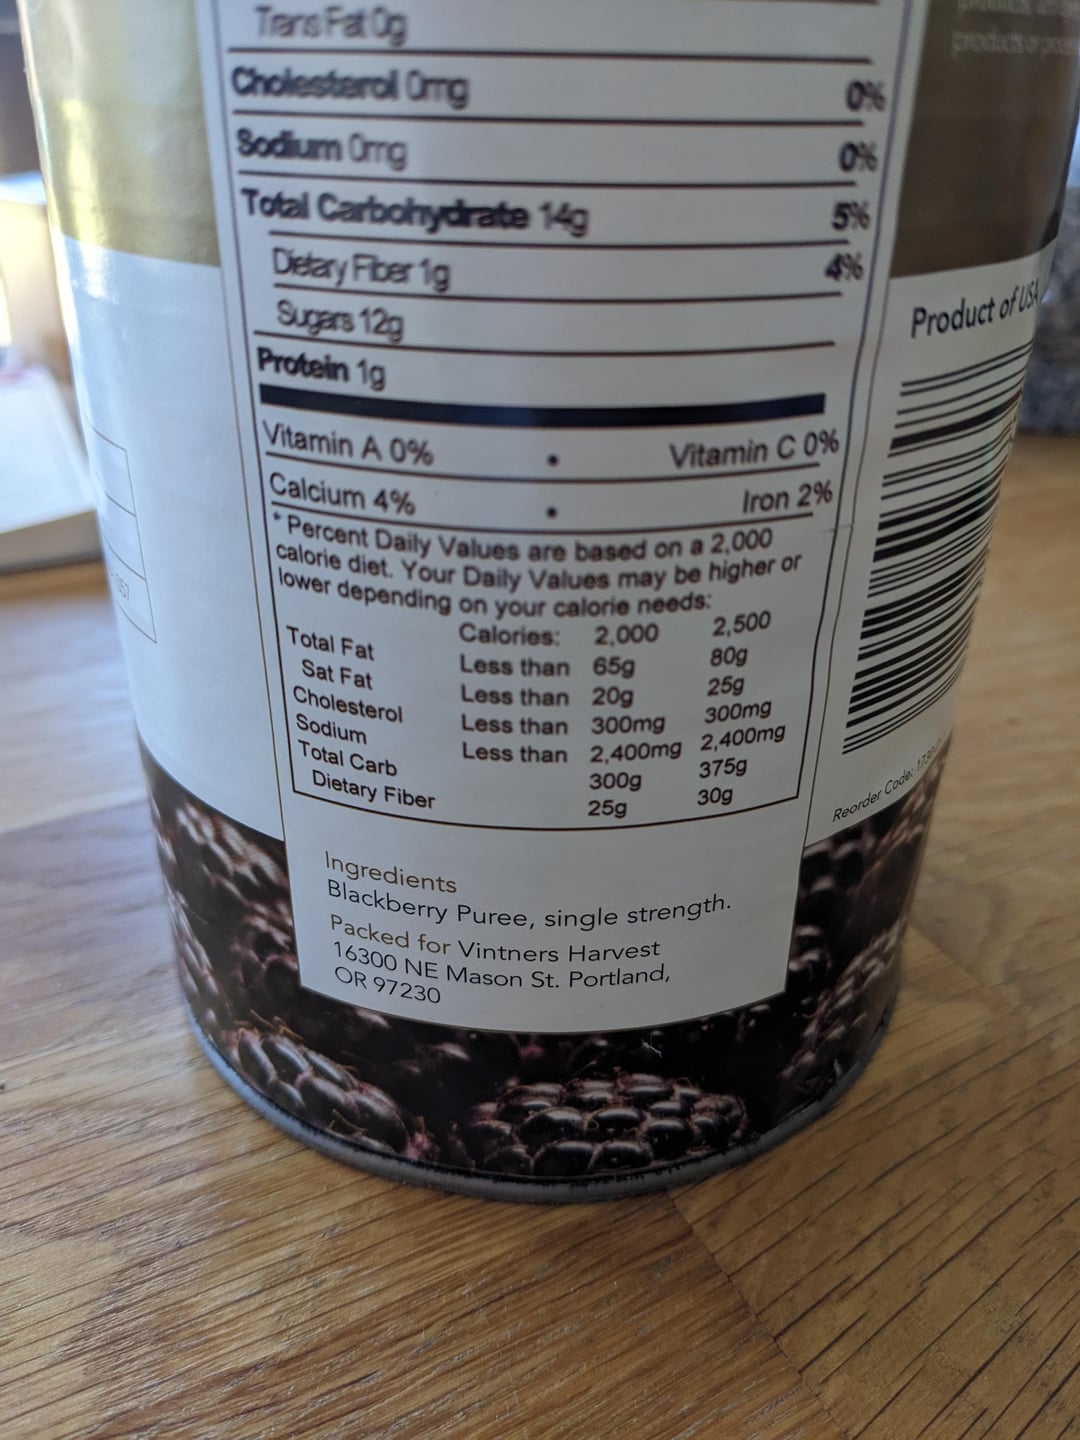 Trans Fat 0g
Cholesterol 0mg 0%
Sodium 0mg 0%
Total Carbohydrate 14g 5%
Dietary Fiber 1g 4%
Sugars 12g
Protein 1g
Vitamin A 0% • Vitamin C 0%
Calcium 4% • Iron 2%
* Percent Daily Values are based on a 2,000
calorie diet. Your Daily Values may be higher or
lower depending on your calorie needs:
Calories: 2,000 2,500
Total Fat Less than 65g 80g
Sat Fat Less than 20g 25g
Cholesterol Less than 300mg 300mg
Sodium Less than 2,400mg 2,400mg
Total Carb 300g 375g
Dietary Fiber 25g 30g
Ingredients
Blackberry Puree, single strength.
Packed for Vintners Harvest
16300 NE Mason St. Portland,
OR 97230
Product of USA
Reorder Code:
products or